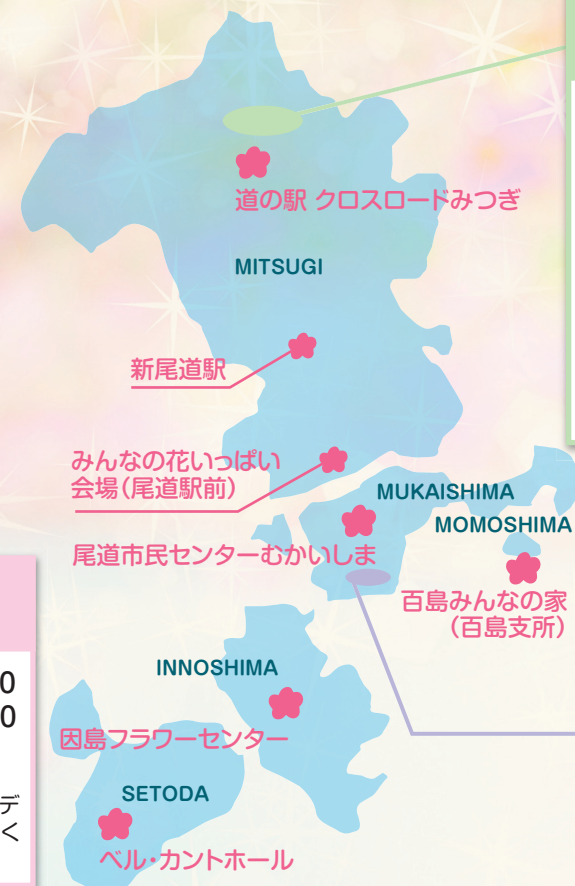 道の駅 クロスロードみつぎ
MITSUGI
新尾道駅
みんなの花いっぱい
会場(尾道駅前)
MUKAISHIMA
MOMOSHIMA
尾道市民センターむかいしま
百島みんなの家
(百島支所)
INNOSHIMA
因島フラワーセンター
SETODA
ベル・カントホール
0
0
デ
く